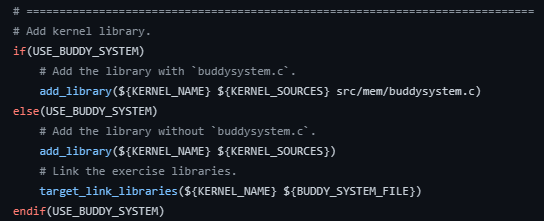 # ==============================================================================
# Add kernel library.
if(USE_BUDDY_SYSTEM)
    # Add the library with `buddysystem.c`.
    add_library(${KERNEL_NAME} ${KERNEL_SOURCES} src/mem/buddysystem.c)
else(USE_BUDDY_SYSTEM)
    # Add the library without `buddysystem.c`.
    add_library(${KERNEL_NAME} ${KERNEL_SOURCES})
    # Link the exercise libraries.
    target_link_libraries(${KERNEL_NAME} ${BUDDY_SYSTEM_FILE})
endif(USE_BUDDY_SYSTEM)